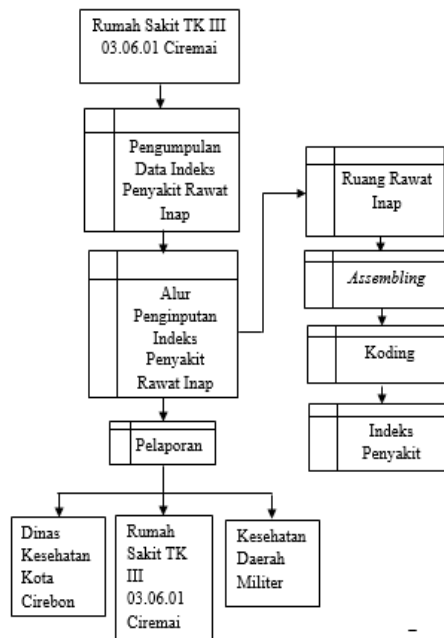 Rumah Sakit TK III
03.06.01 Ciremai
Pengumpulan
Data Indeks
Penyakit Rawat
Inap
Alur
Penginputan
Indeks
Penyakit
Rawat Inap
Ruang Rawat
Inap
Assembling
Koding
Indeks
Penyakit
Pelaporan
Dinas
Kesehatan
Kota
Cirebon
Rumah
Sakit TK
III
03.06.01
Ciremai
Kesehatan
Daerah
Militer